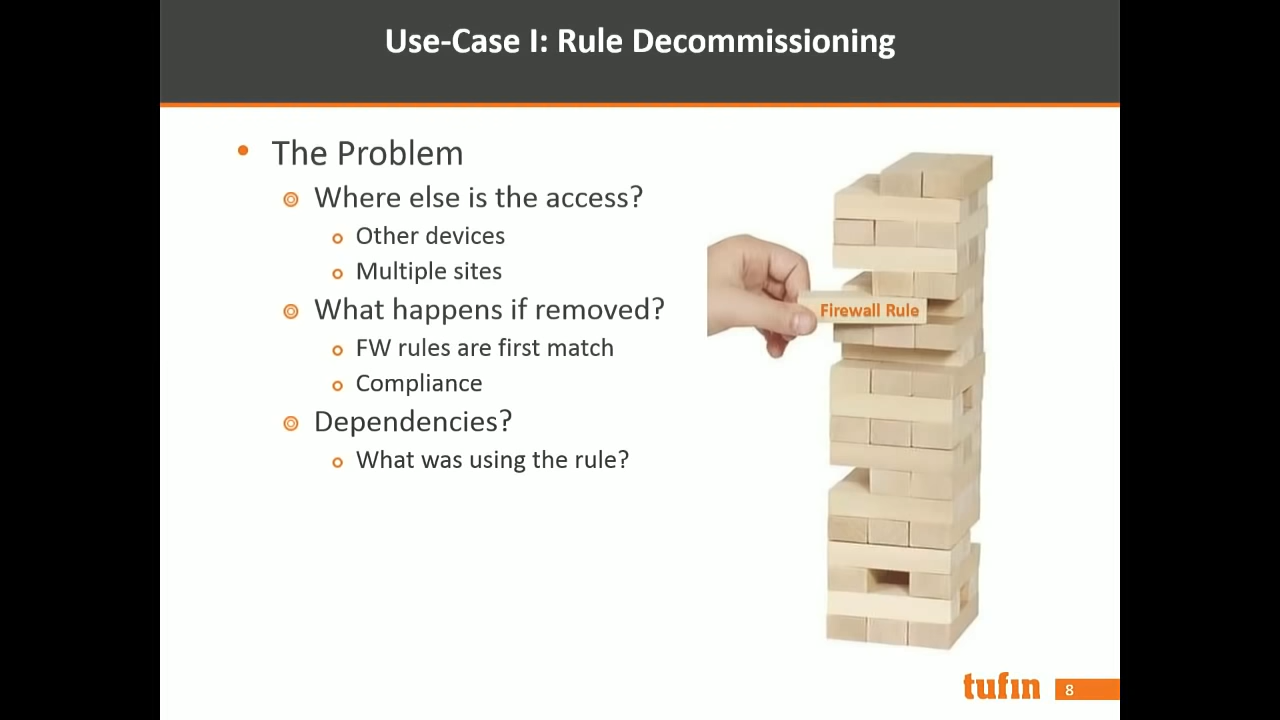 Use-Case I: Rule Decommissioning
The Problem
Where else is the access?
Other devices
Multiple sites
What happens if removed?
FW rules are first match
Compliance
Dependencies?
What was using the rule?
Firewall Rule
tufin
8